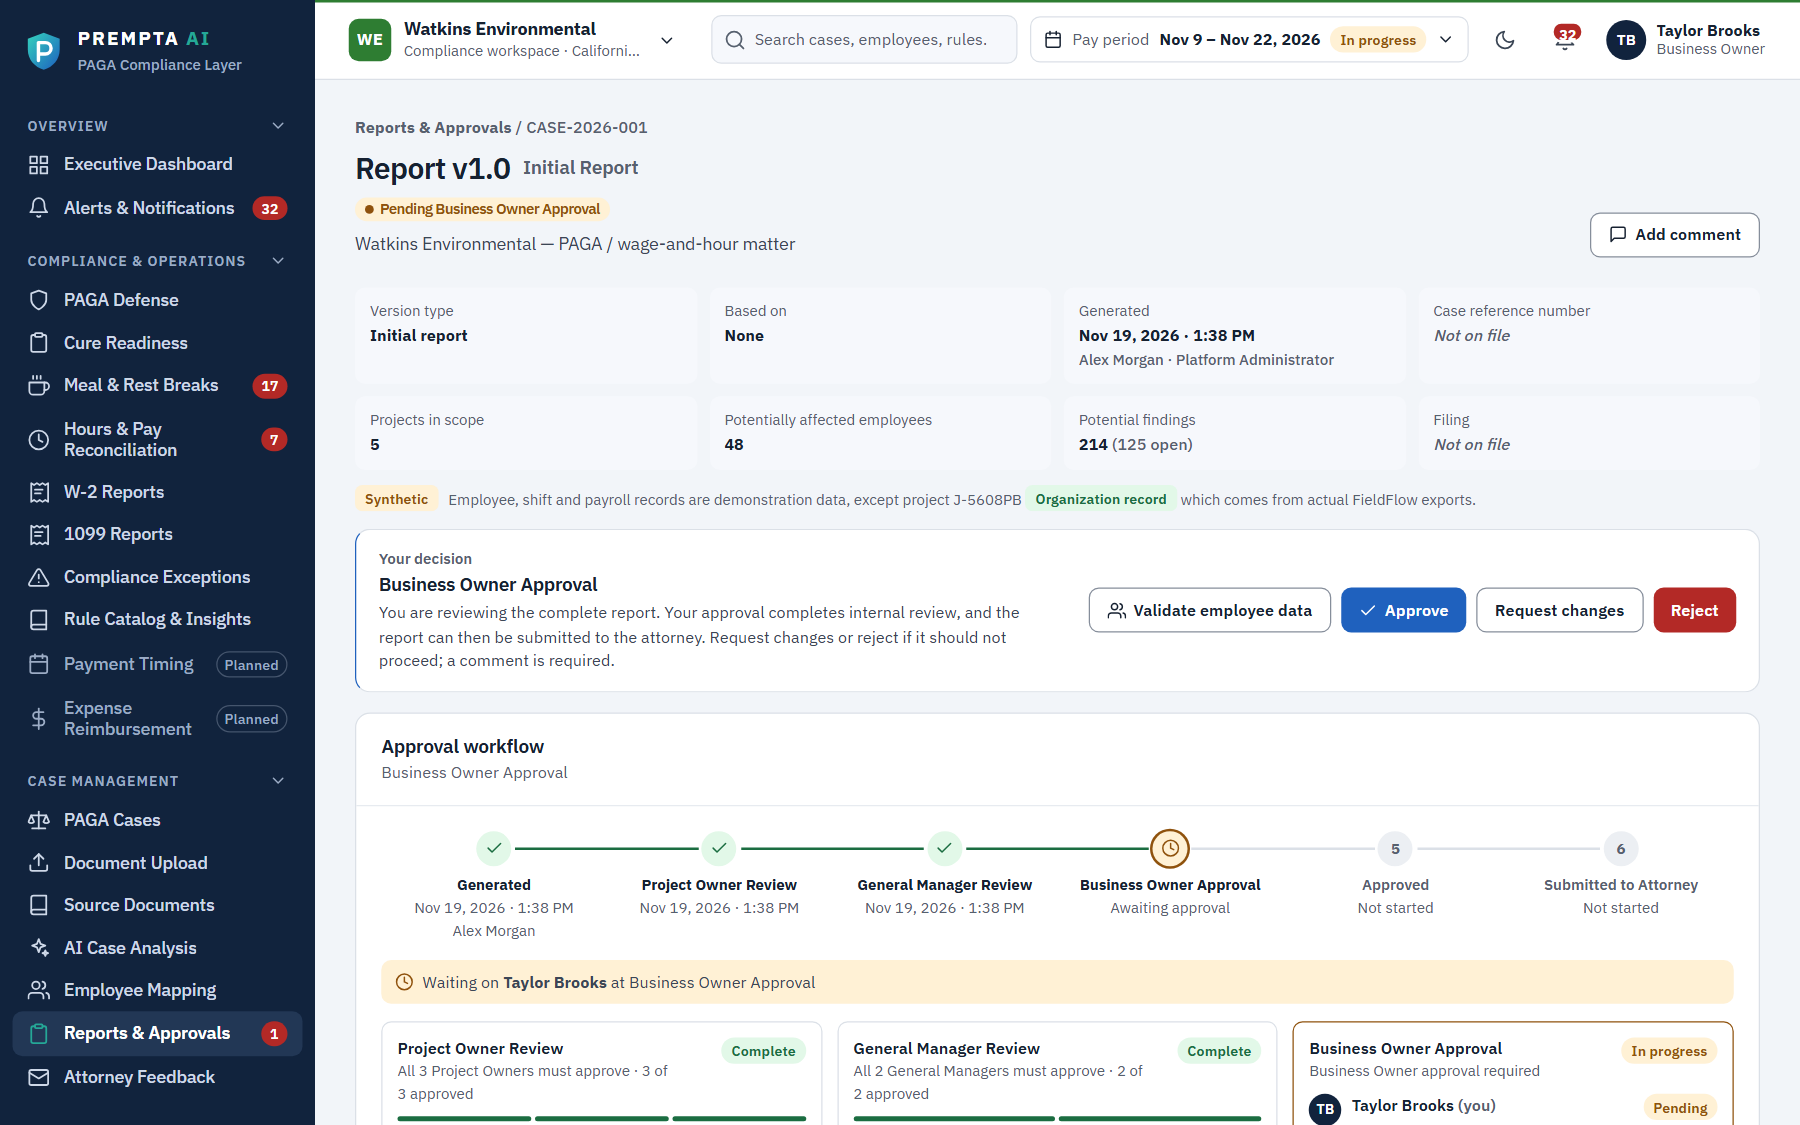 PREMPTA AI
PAGA Compliance Layer
OVERVIEW
Executive Dashboard
Alerts & Notifications 32
COMPLIANCE & OPERATIONS
PAGA Defense
Cure Readiness
Meal & Rest Breaks 17
Hours & Pay
Reconciliation 7
W-2 Reports
1099 Reports
Compliance Exceptions
Rule Catalog & Insights
Payment Timing Planned
Expense
Reimbursement Planned
CASE MANAGEMENT
PAGA Cases
Document Upload
Source Documents
AI Case Analysis
Employee Mapping
Reports & Approvals 1
Attorney Feedback
WE
Watkins Environmental
Compliance workspace · Californi...
Search cases, employees, rules.
Pay period Nov 9 – Nov 22, 2026 In progress
32
TB
Taylor Brooks
Business Owner
Reports & Approvals / CASE-2026-001
Report v1.0 Initial Report
Pending Business Owner Approval
Watkins Environmental — PAGA / wage-and-hour matter
Add comment
Version type
Initial report
Based on
None
Generated
Nov 19, 2026 · 1:38 PM
Alex Morgan · Platform Administrator
Case reference number
Not on file
Projects in scope
5
Potentially affected employees
48
Potential findings
214 (125 open)
Filing
Not on file
Synthetic Employee, shift and payroll records are demonstration data, except project J-5608PB Organization record which comes from actual FieldFlow exports.
Your decision
Business Owner Approval
You are reviewing the complete report. Your approval completes internal review, and the
report can then be submitted to the attorney. Request changes or reject if it should not
proceed; a comment is required.
Validate employee data
Approve
Request changes
Reject
Approval workflow
Business Owner Approval
Generated
Nov 19, 2026 · 1:38 PM
Alex Morgan
Project Owner Review
Nov 19, 2026 · 1:38 PM
General Manager Review
Nov 19, 2026 · 1:38 PM
Business Owner Approval
Awaiting approval
5
Approved
Not started
6
Submitted to Attorney
Not started
Waiting on Taylor Brooks at Business Owner Approval
Project Owner Review Complete
All 3 Project Owners must approve · 3 of
3 approved
General Manager Review Complete
All 2 General Managers must approve · 2 of
2 approved
Business Owner Approval In progress
Business Owner approval required
TB Taylor Brooks (you) Pending